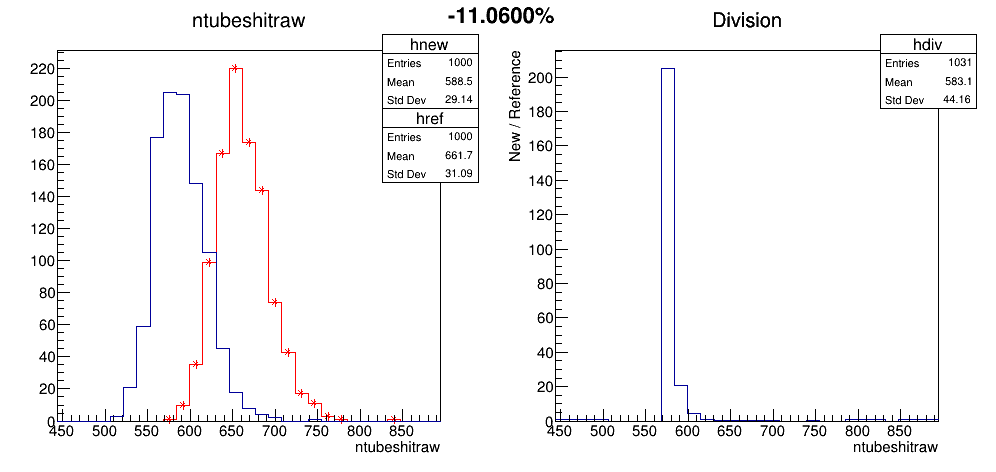 -11.0600%
ntubeshitraw
hnew
Entries 1000
Mean 588.5
Std Dev 29.14
href
Entries 1000
Mean 661.7
Std Dev 31.09
220
200
180
160
140
120
100
80
60
40
20
0
450 500 550 600 650 700 750 800 850
ntubeshitraw
Division
hdiv
Entries 1031
Mean 583.1
Std Dev 44.16
New / Reference
200
180
160
140
120
100
80
60
40
20
0
450 500 550 600 650 700 750 800 850
ntubeshitraw